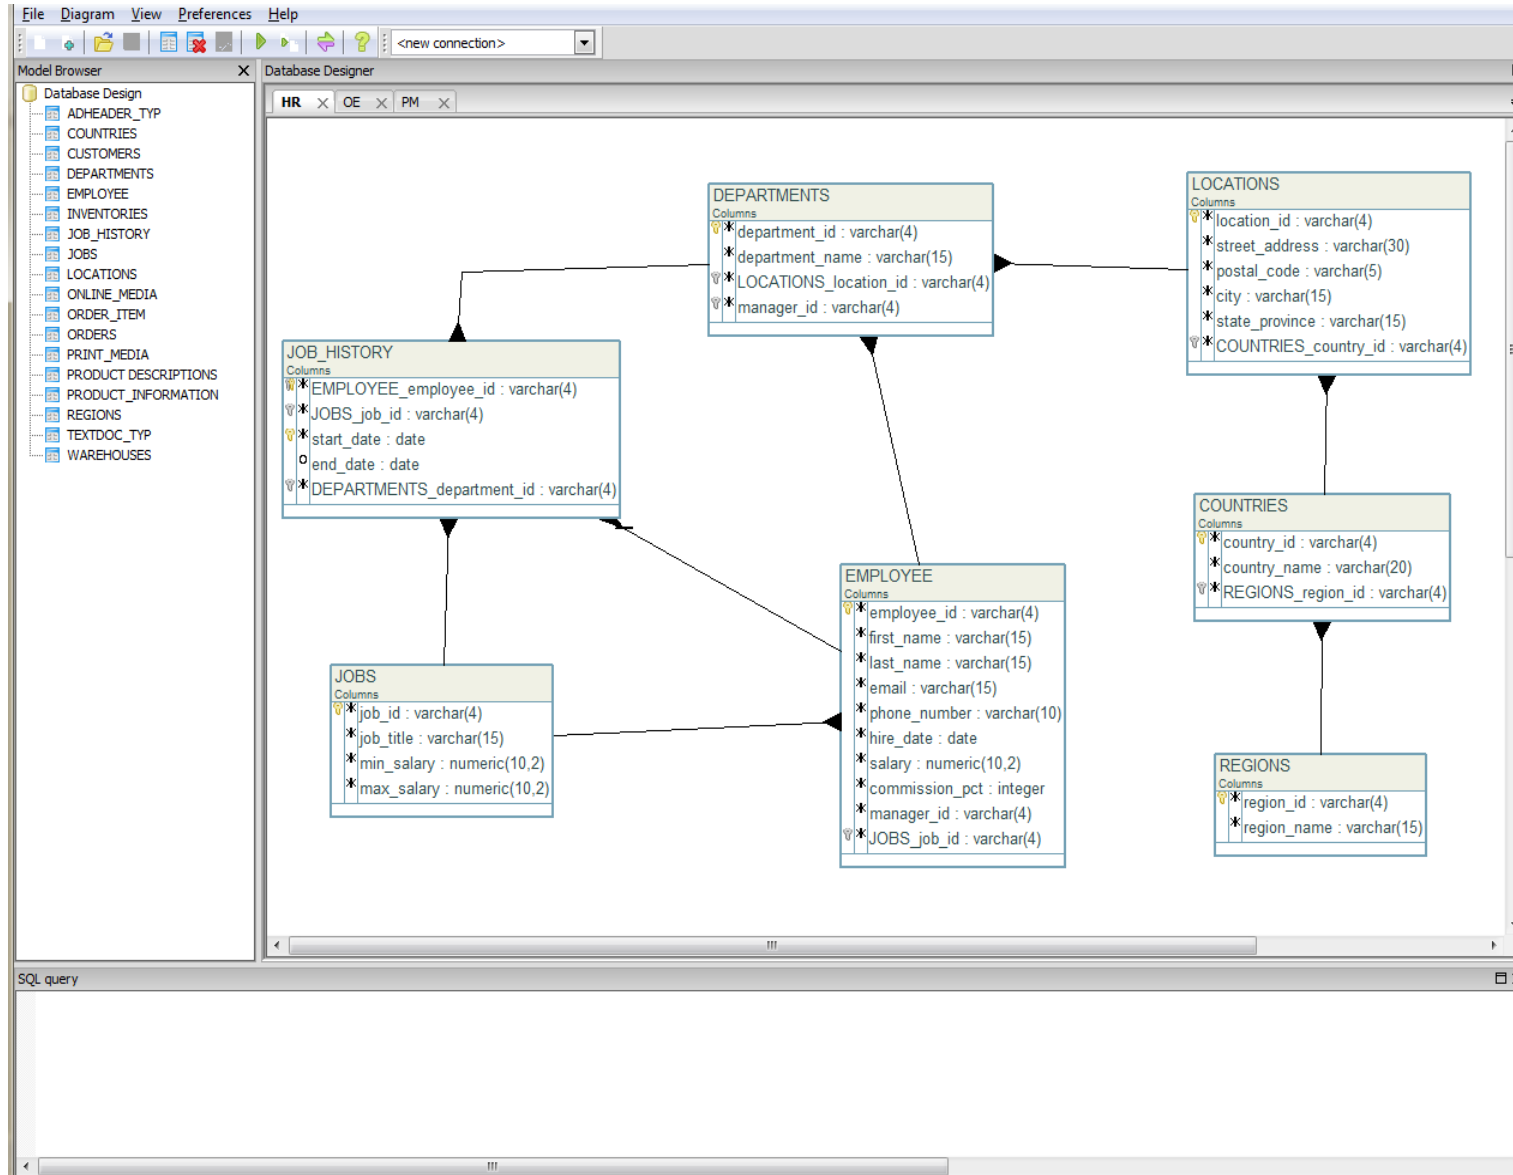 File Diagram View Preferences Help
<new connection>
Model Browser
Database Design
ADHEADER_TYP
COUNTRIES
CUSTOMERS
DEPARTMENTS
EMPLOYEE
INVENTORIES
JOB_HISTORY
JOBS
LOCATIONS
ONLINE_MEDIA
ORDER_ITEM
ORDERS
PRINT_MEDIA
PRODUCT DESCRIPTIONS
PRODUCT_INFORMATION
REGIONS
TEXTDOC_TYP
WAREHOUSES
Database Designer
HR OE PM
DEPARTMENTS
Columns
department_id : varchar(4)
department_name : varchar(15)
LOCATIONS_location_id : varchar(4)
manager_id : varchar(4)
LOCATIONS
Columns
location_id : varchar(4)
street_address : varchar(30)
postal_code : varchar(5)
city : varchar(15)
state_province : varchar(15)
COUNTRIES_country_id : varchar(4)
JOB_HISTORY
Columns
EMPLOYEE_employee_id : varchar(4)
JOBS_job_id : varchar(4)
start_date : date
end_date : date
DEPARTMENTS_department_id : varchar(4)
COUNTRIES
Columns
country_id : varchar(4)
country_name : varchar(20)
REGIONS_region_id : varchar(4)
EMPLOYEE
Columns
employee_id : varchar(4)
first_name : varchar(15)
last_name : varchar(15)
email : varchar(15)
phone_number : varchar(10)
hire_date : date
salary : numeric(10,2)
commission_pct : integer
manager_id : varchar(4)
JOBS_job_id : varchar(4)
JOBS
Columns
job_id : varchar(4)
job_title : varchar(15)
min_salary : numeric(10,2)
max_salary : numeric(10,2)
REGIONS
Columns
region_id : varchar(4)
region_name : varchar(15)
SQL query